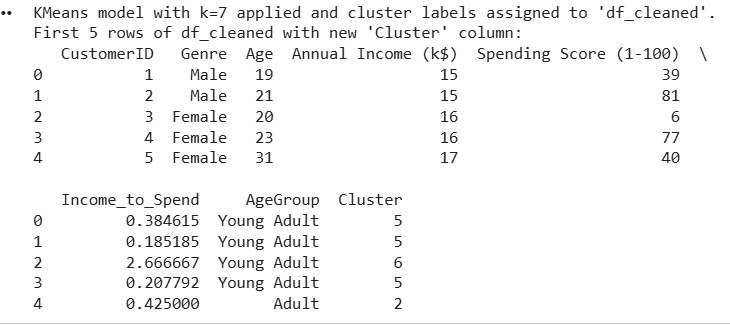 •• KMeans model with k=7 applied and cluster labels assigned to 'df_cleaned'.
First 5 rows of df_cleaned with new 'Cluster' column:
CustomerID Genre Age Annual Income (k$) Spending Score (1-100) \
0 1 Male 19 15 39
1 2 Male 21 15 81
2 3 Female 20 16 6
3 4 Female 23 16 77
4 5 Female 31 17 40
Income_to_Spend AgeGroup Cluster
0 0.384615 Young Adult 5
1 0.185185 Young Adult 5
2 2.666667 Young Adult 6
3 0.207792 Young Adult 5
4 0.425000 Adult 2